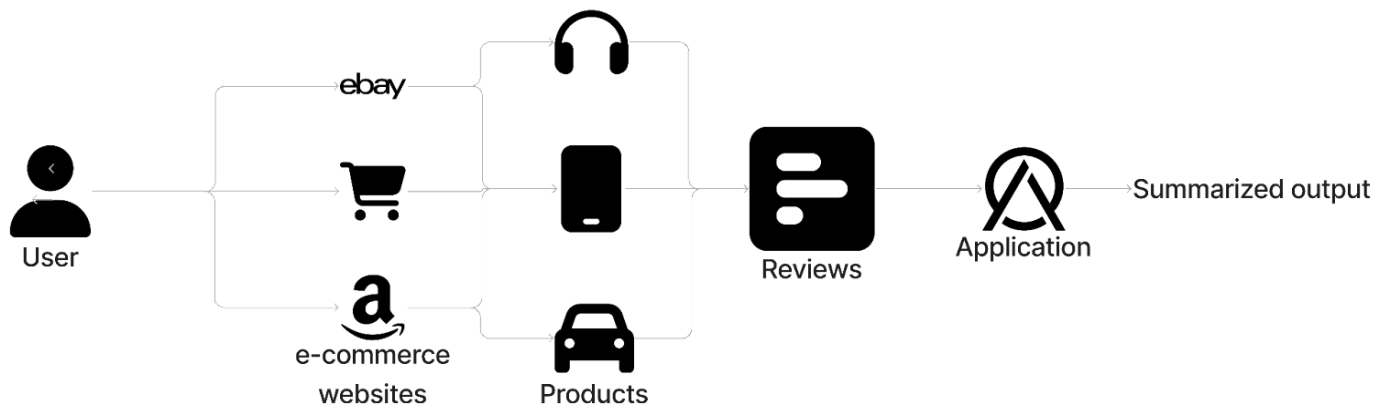 ebay
User
a
e-commerce
websites
Products
Reviews
Application
Summarized output